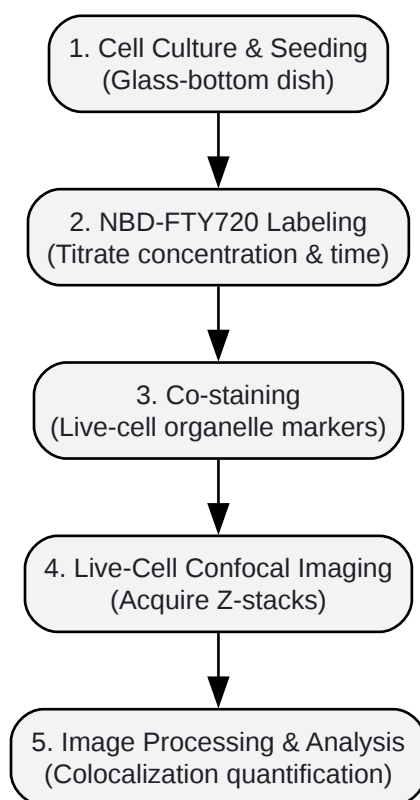 1. Cell Culture & Seeding
(Glass-bottom dish)
2. NBD-FTY720 Labeling
(Titrate concentration & time)
3. Co-staining
(Live-cell organelle markers)
4. Live-Cell Confocal Imaging
(Acquire Z-stacks)
5. Image Processing & Analysis
(Colocalization quantification)